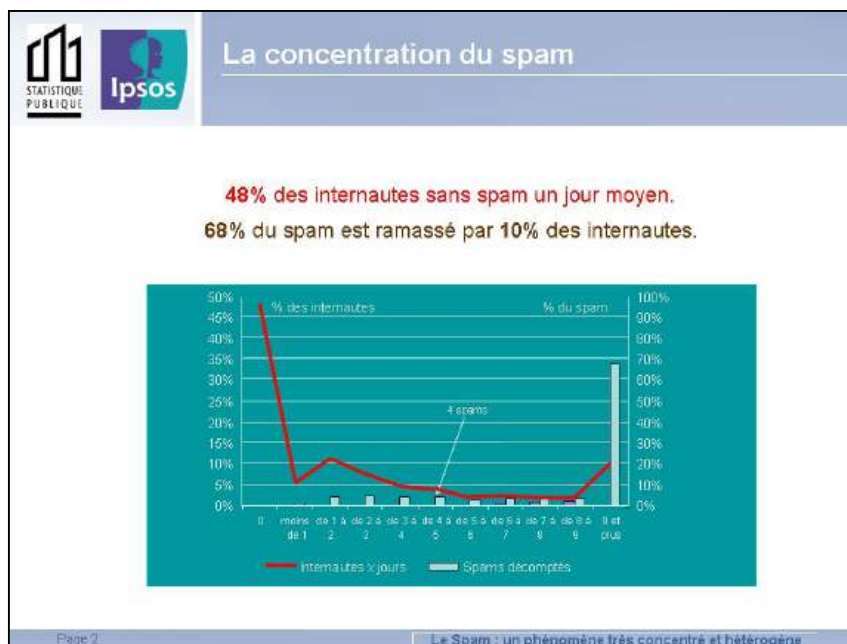 La concentration du spam
STATISTIQUE
PUBLIQUE
Ipsos
48% des internautes sans spam un jour moyen.
68% du spam est ramassé par 10% des internautes.
50% % des internautes % du spam 100%
45% 90%
40% 80%
35% 70%
30% 60%
25% 4 spams 50%
20% 40%
15% 30%
10% 20%
5% 10%
0% 0%
0 moins de 1 à de 2 à de 3 à de 4 à de 5 à de 6 à de 7 à de 8 à 9 et
de 1 2 3 4 5 6 7 8 9 plus
Internautes x jours Spams décomptés
Page 2 Le Spam : un phénomène très concentré et hétérogène